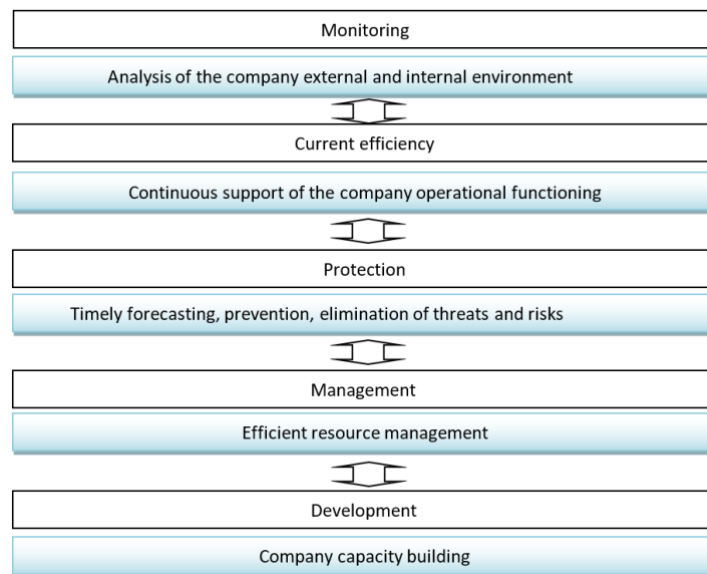 Monitoring
Analysis of the company external and internal environment
Current efficiency
Continuous support of the company operational functioning
Protection
Timely forecasting, prevention, elimination of threats and risks
Management
Efficient resource management
Development
Company capacity building